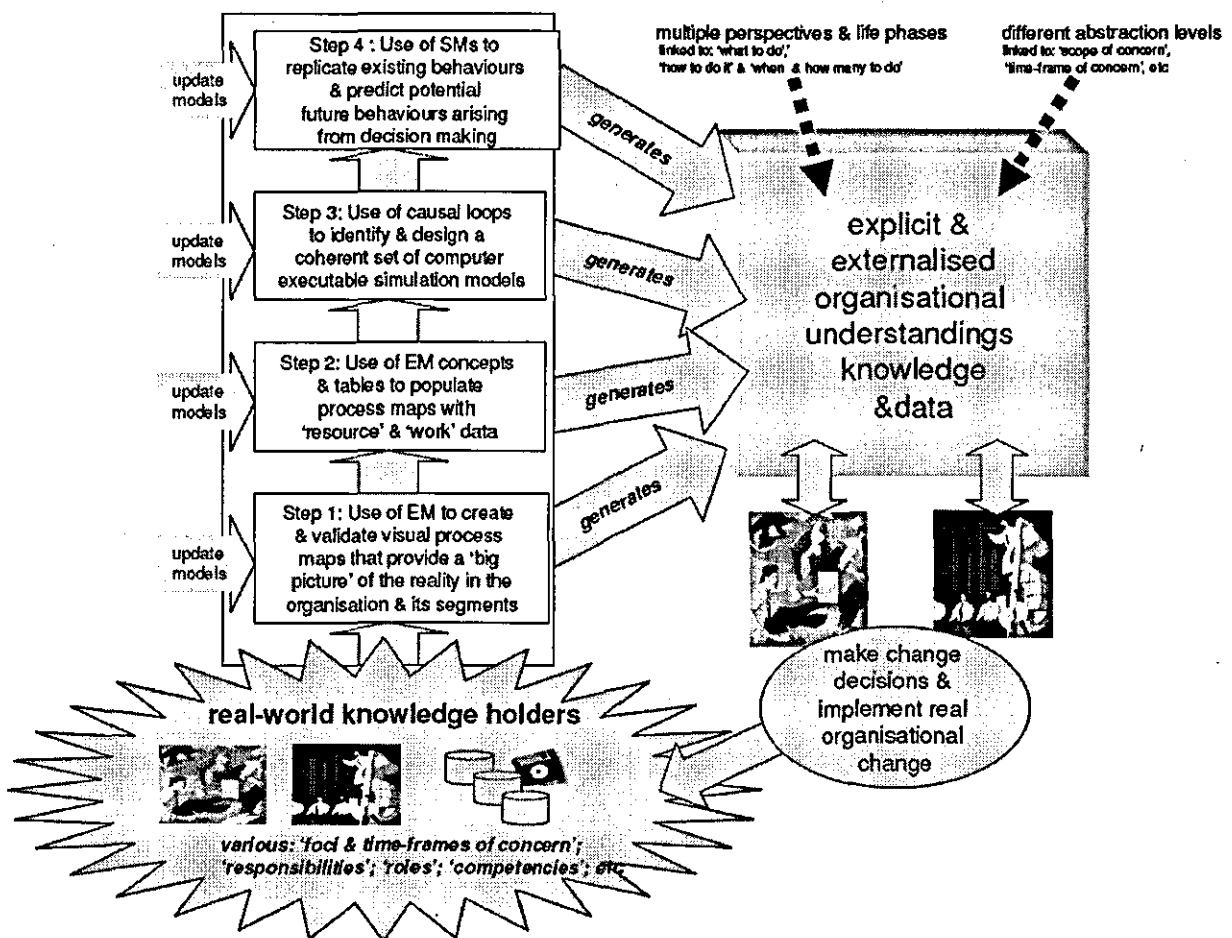 multiple perspectives & life phases
linked to: 'what to do',
'how to do it' & 'when & how many to do'
different abstraction levels
linked to: 'scope of concern',
'time-frame of concern', etc
update
models
Step 4 : Use of SMs to
replicate existing behaviours
& predict potential
future behaviours arising
from decision making
generates
update
models
Step 3: Use of causal loops
to identify & design a
coherent set of computer
executable simulation models
generates
update
models
Step 2: Use of EM concepts
& tables to populate
process maps with
'resource' & 'work' data
generates
update
models
Step 1: Use of EM to create
& validate visual process
maps that provide a 'big
picture' of the reality in the
organisation & its segments
generates
explicit &
externalised
organisational
understandings
knowledge
&data
make change
decisions &
implement real
organisational
change
real-world knowledge holders
various: 'foci & time-frames of concern';
'responsibilities'; 'roles'; 'competencies'; etc.